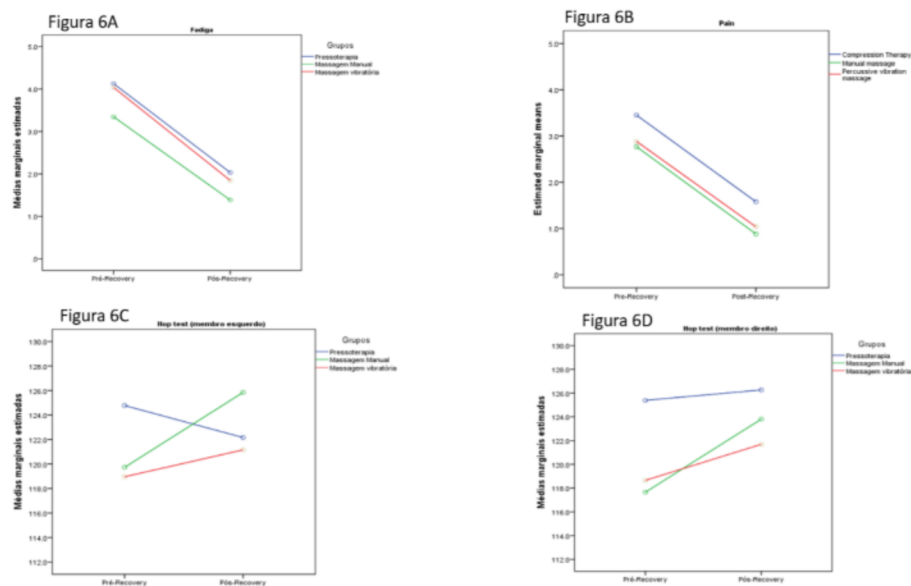 Figura 6A
Fadiga
Grupos
Pressoterapia
Massagem Manual
Massagem vibratória
Médias marginais estimadas
5.0
4.0
3.0
2.0
1.0
.0
Pré-Recovery
Pós-Recovery
Figura 6B
Pain
Compression Therapy
Manual massage
Percussive vibration
massage
Estimated marginal means
5.0
4.0
3.0
2.0
1.0
.0
Pre-Recovery
Post-Recovery
Figura 6C
Hop test (membro esquerdo)
Grupos
Pressoterapia
Massagem Manual
Massagem vibratória
Médias marginais estimadas
130.0
128.0
126.0
124.0
122.0
120.0
118.0
116.0
114.0
112.0
Pré-Recovery
Pós-Recovery
Figura 6D
Hop test (membro direito)
Grupos
Pressoterapia
Massagem Manual
Massagem vibratória
Médias marginais estimadas
130.0
128.0
126.0
124.0
122.0
120.0
118.0
116.0
114.0
112.0
Pré-Recovery
Pós-Recovery